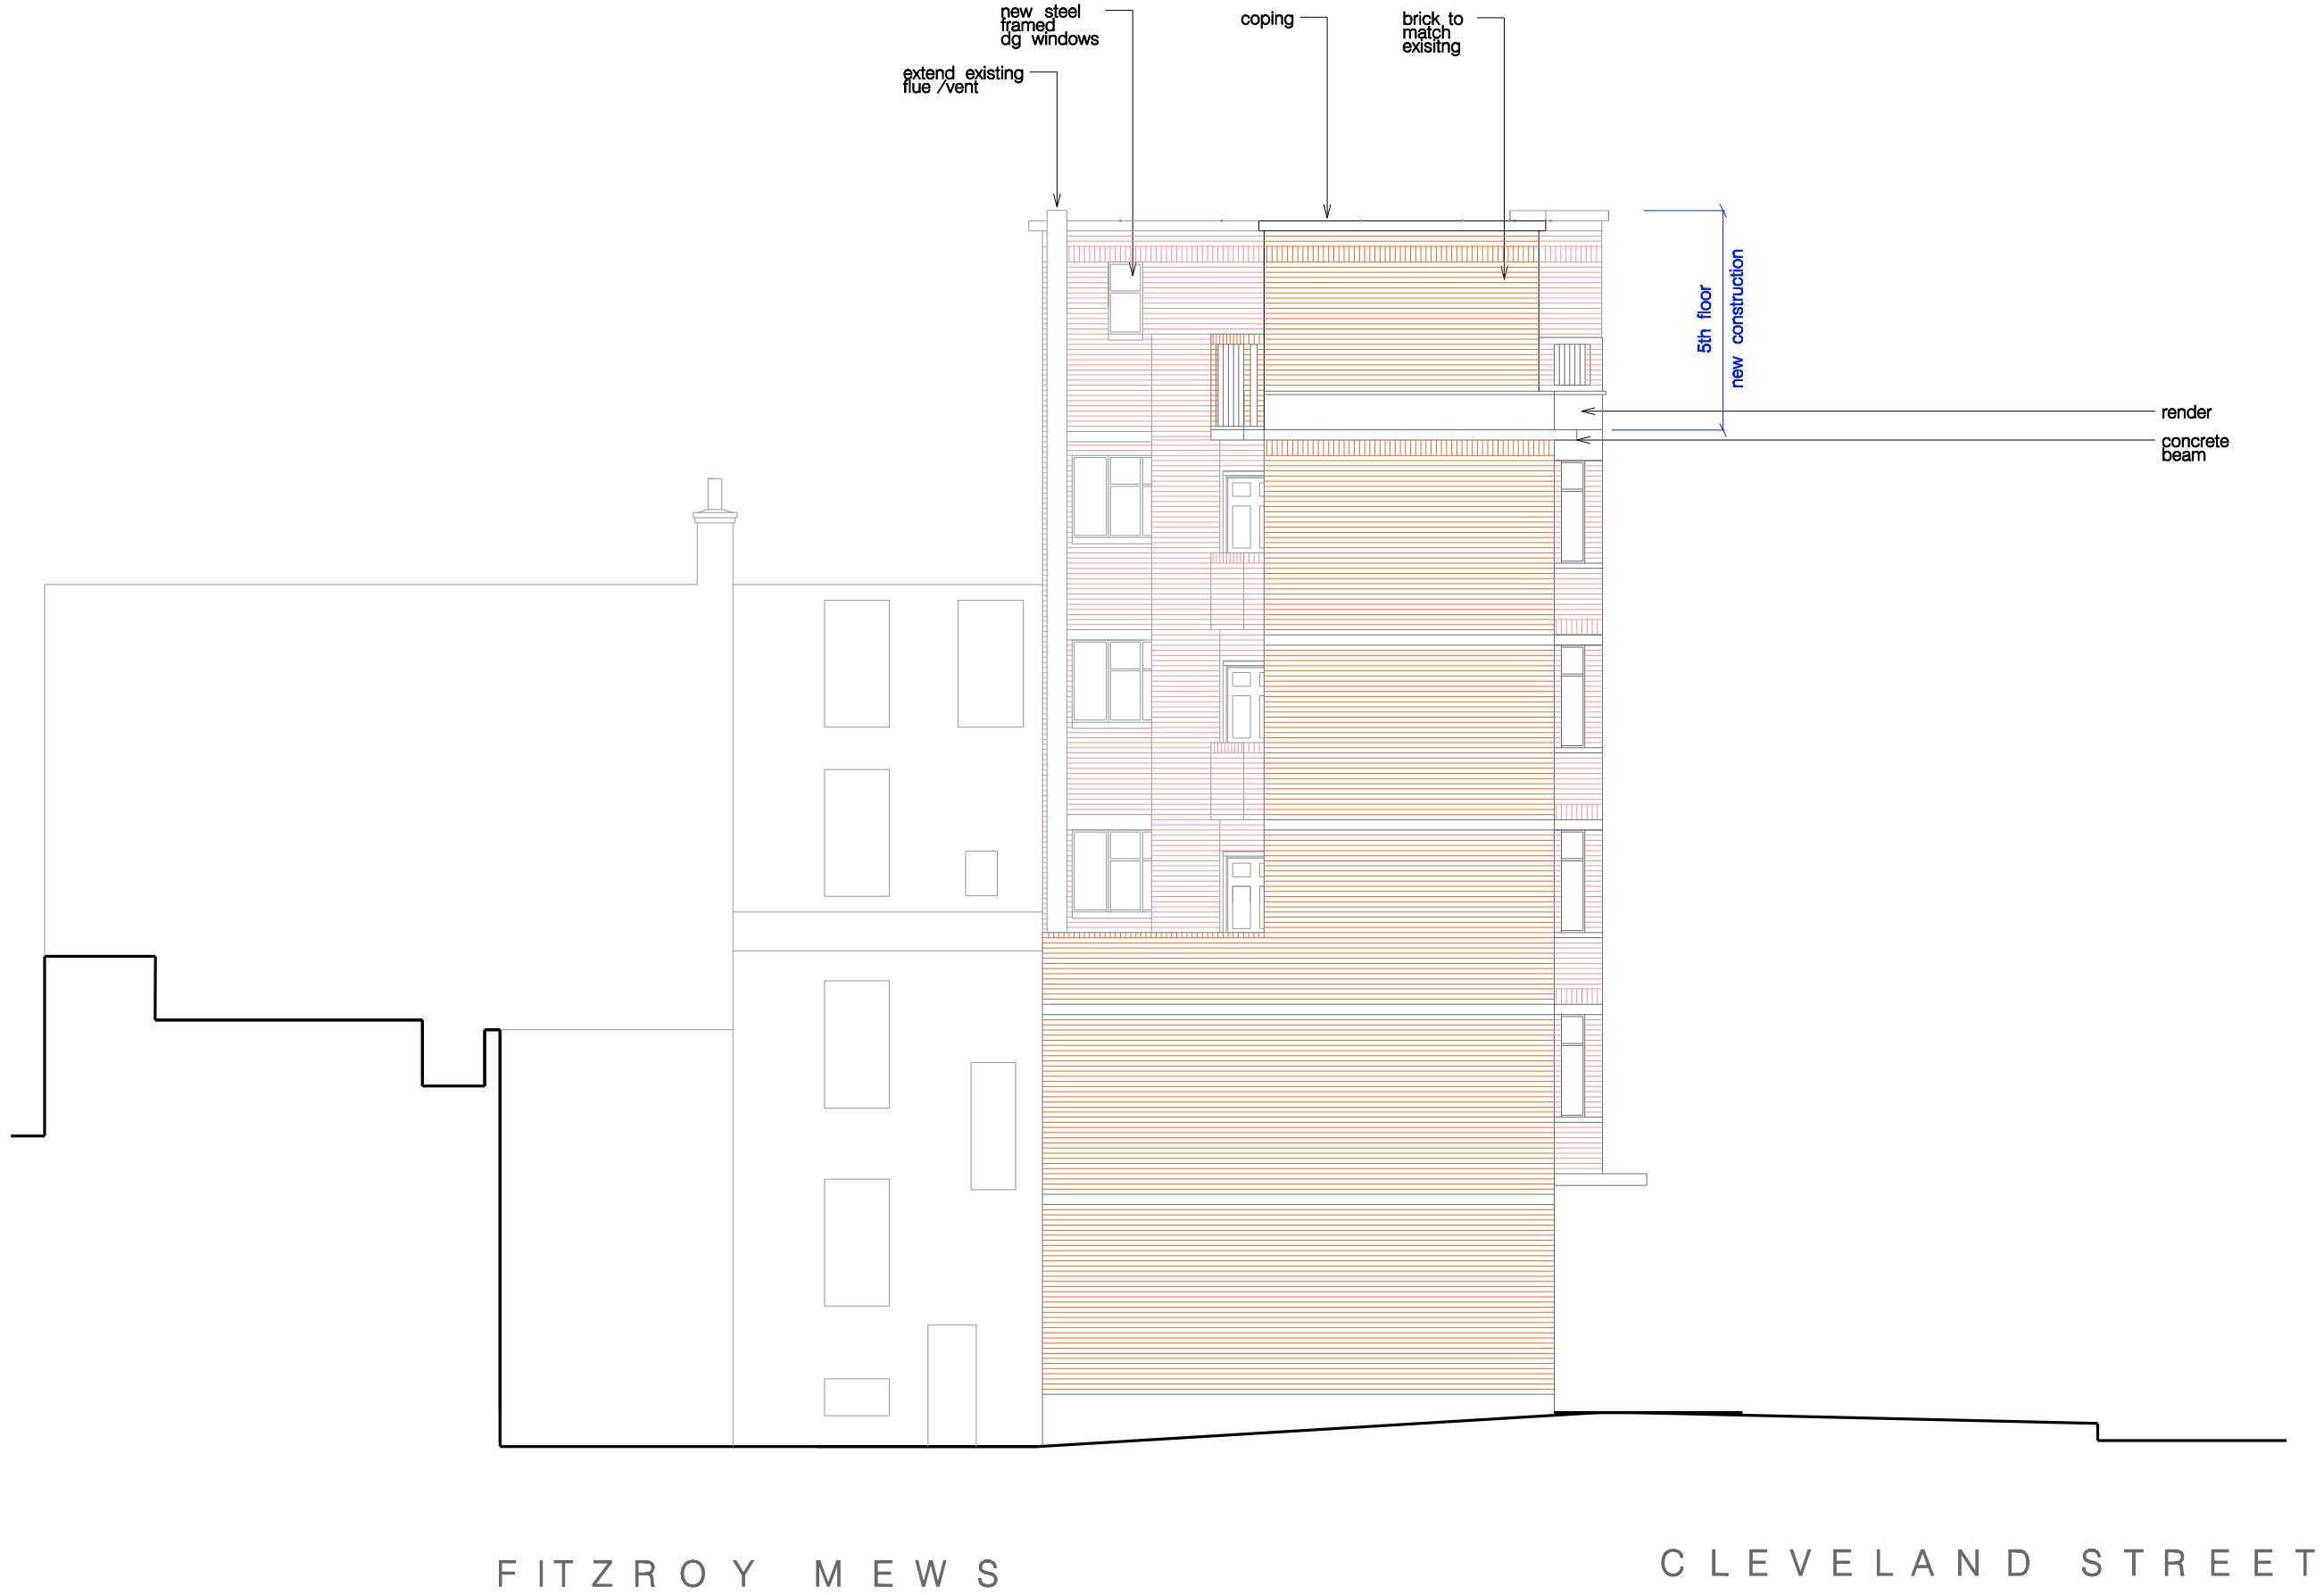 new steel
framed
dg windows
coping
brick to
match
exisitng
extend existing
flue /vent
5th floor
new construction
render
concrete
beam
FITZROY MEWS
CLEVELAND STREET